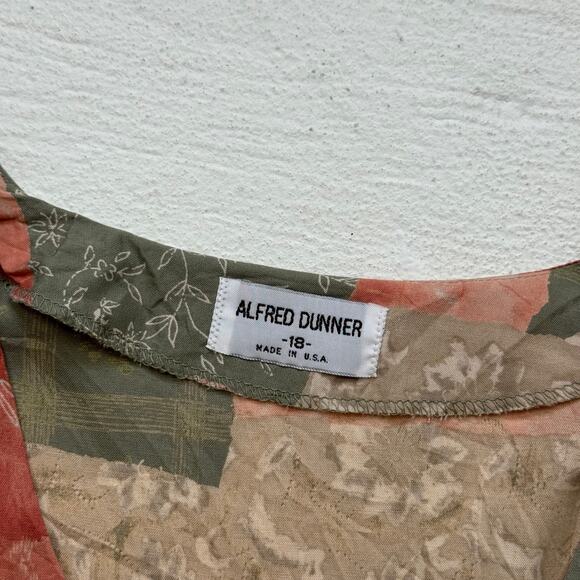 ALFRED DUNNER
-18-
MADE IN U.S.A.